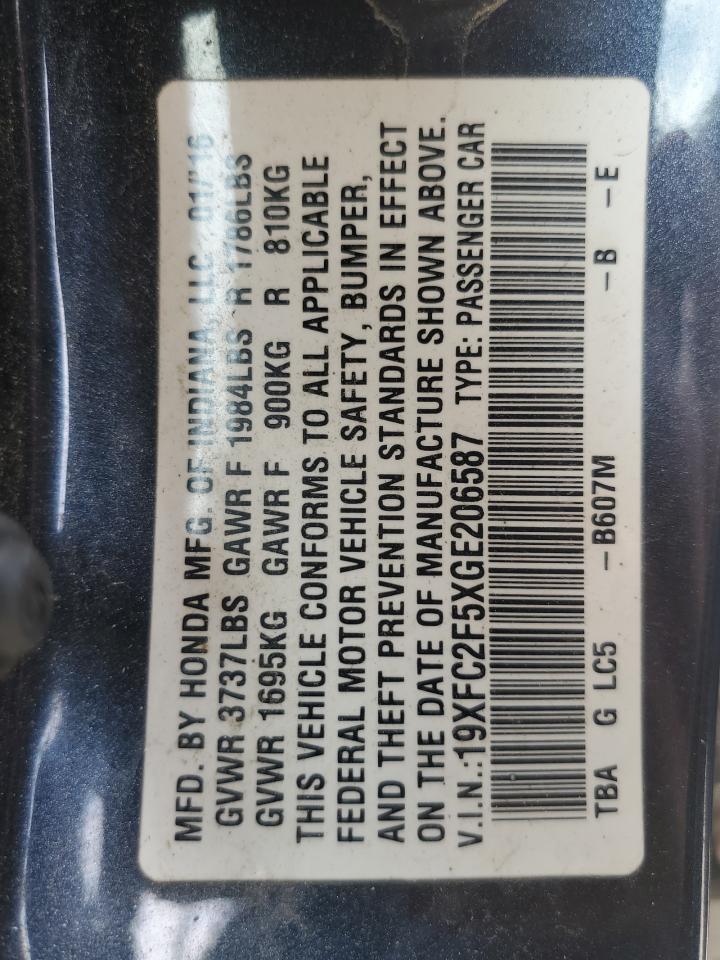 MFD. BY HONDA MFG. OF INDIANA, LLC 01/'16
GVWR 3737LBS GAWR F 1984LBS R 1786LBS
GVWR 1695KG GAWR F 900KG R 810KG
THIS VEHICLE CONFORMS TO ALL APPLICABLE
FEDERAL MOTOR VEHICLE SAFETY, BUMPER,
AND THEFT PREVENTION STANDARDS IN EFFECT
ON THE DATE OF MANUFACTURE SHOWN ABOVE.
V.I.N.:19XFC2F5XGE206587 TYPE: PASSENGER CAR
TBA G LC5 -B607M -B -E